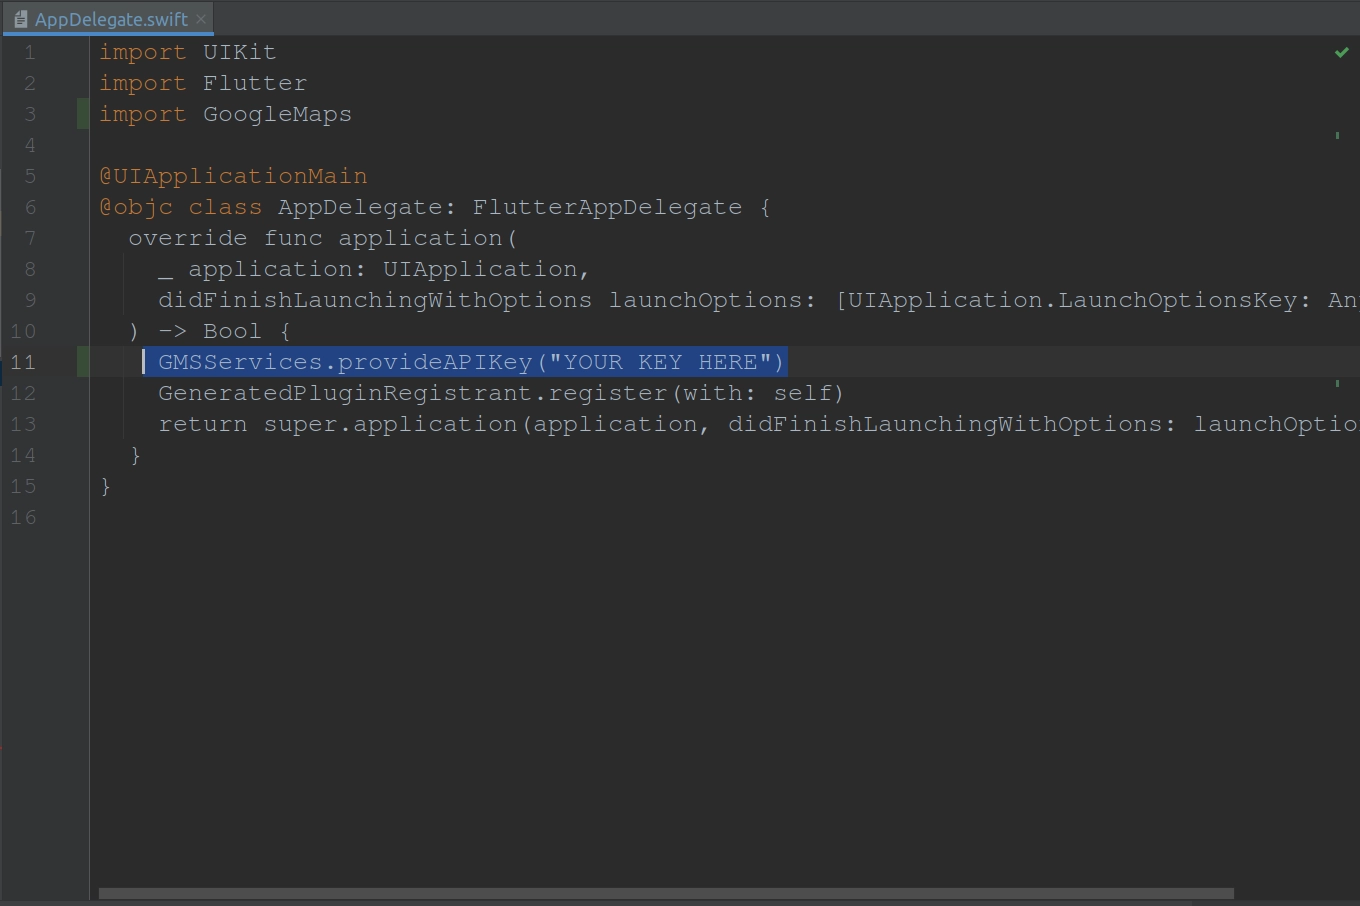 AppDelegate.swift
1 import UIKit
2 import Flutter
3 import GoogleMaps
4
5 @UIApplicationMain
6 @objc class AppDelegate: FlutterAppDelegate {
7 override func application(
8 _ application: UIApplication,
9 didFinishLaunchingWithOptions launchOptions: [UIApplication.LaunchOptionsKey: An
10 ) -> Bool {
11 GMSServices.provideAPIKey("YOUR KEY HERE")
12 GeneratedPluginRegistrant.register(with: self)
13 return super.application(application, didFinishLaunchingWithOptions: launchOptio
14 }
15 }
16